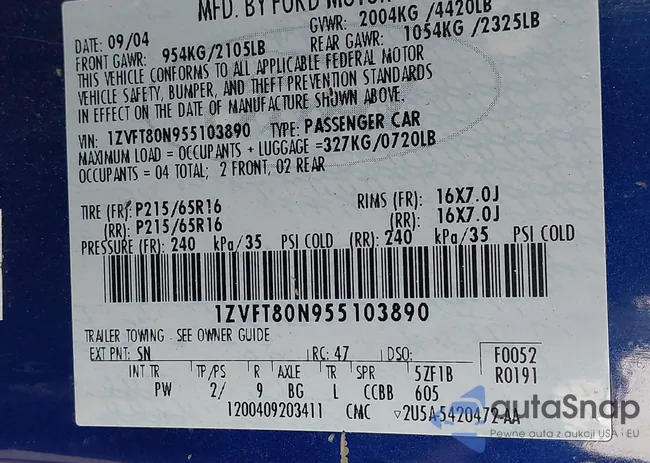 MFD. BY FORD MOTOR
DATE: 09/04 GVWR: 2004KG /4420LB
FRONT GAWR: 954KG/2105LB REAR GAWR: 1054KG /2325LB
THIS VEHICLE CONFORMS TO ALL APPLICABLE FEDERAL MOTOR
VEHICLE SAFETY, BUMPER, AND THEFT PREVENTION STANDARDS
IN EFFECT ON THE DATE OF MANUFACTURE SHOWN ABOVE.
VIN: 1ZVFT80N955103890 TYPE: PASSENGER CAR
MAXIMUM LOAD = OCCUPANTS + LUGGAGE =327KG/0720LB
OCCUPANTS = 04 TOTAL; 2 FRONT, 02 REAR
TIRE (FR): P215/65R16 RIMS (FR): 16X7.0J
(RR): P215/65R16 (RR): 16X7.0J
PRESSURE (FR): 240 kPa/35 PSI COLD (RR): 240 kPa/35 PSI COLD
1ZVFT80N955103890
TRAILER TOWING - SEE OWNER GUIDE
EXT PNT: SN RC: 47 DSO: F0052
INT TR TP/PS R AXLE TR SPR 5ZF1B R0191
PW 2/ 9 BG L CCBB 605
1200409203411 CMC ▽2U5A-5420472-AA
autoSnap
Pewne auta z aukcji USA i EU